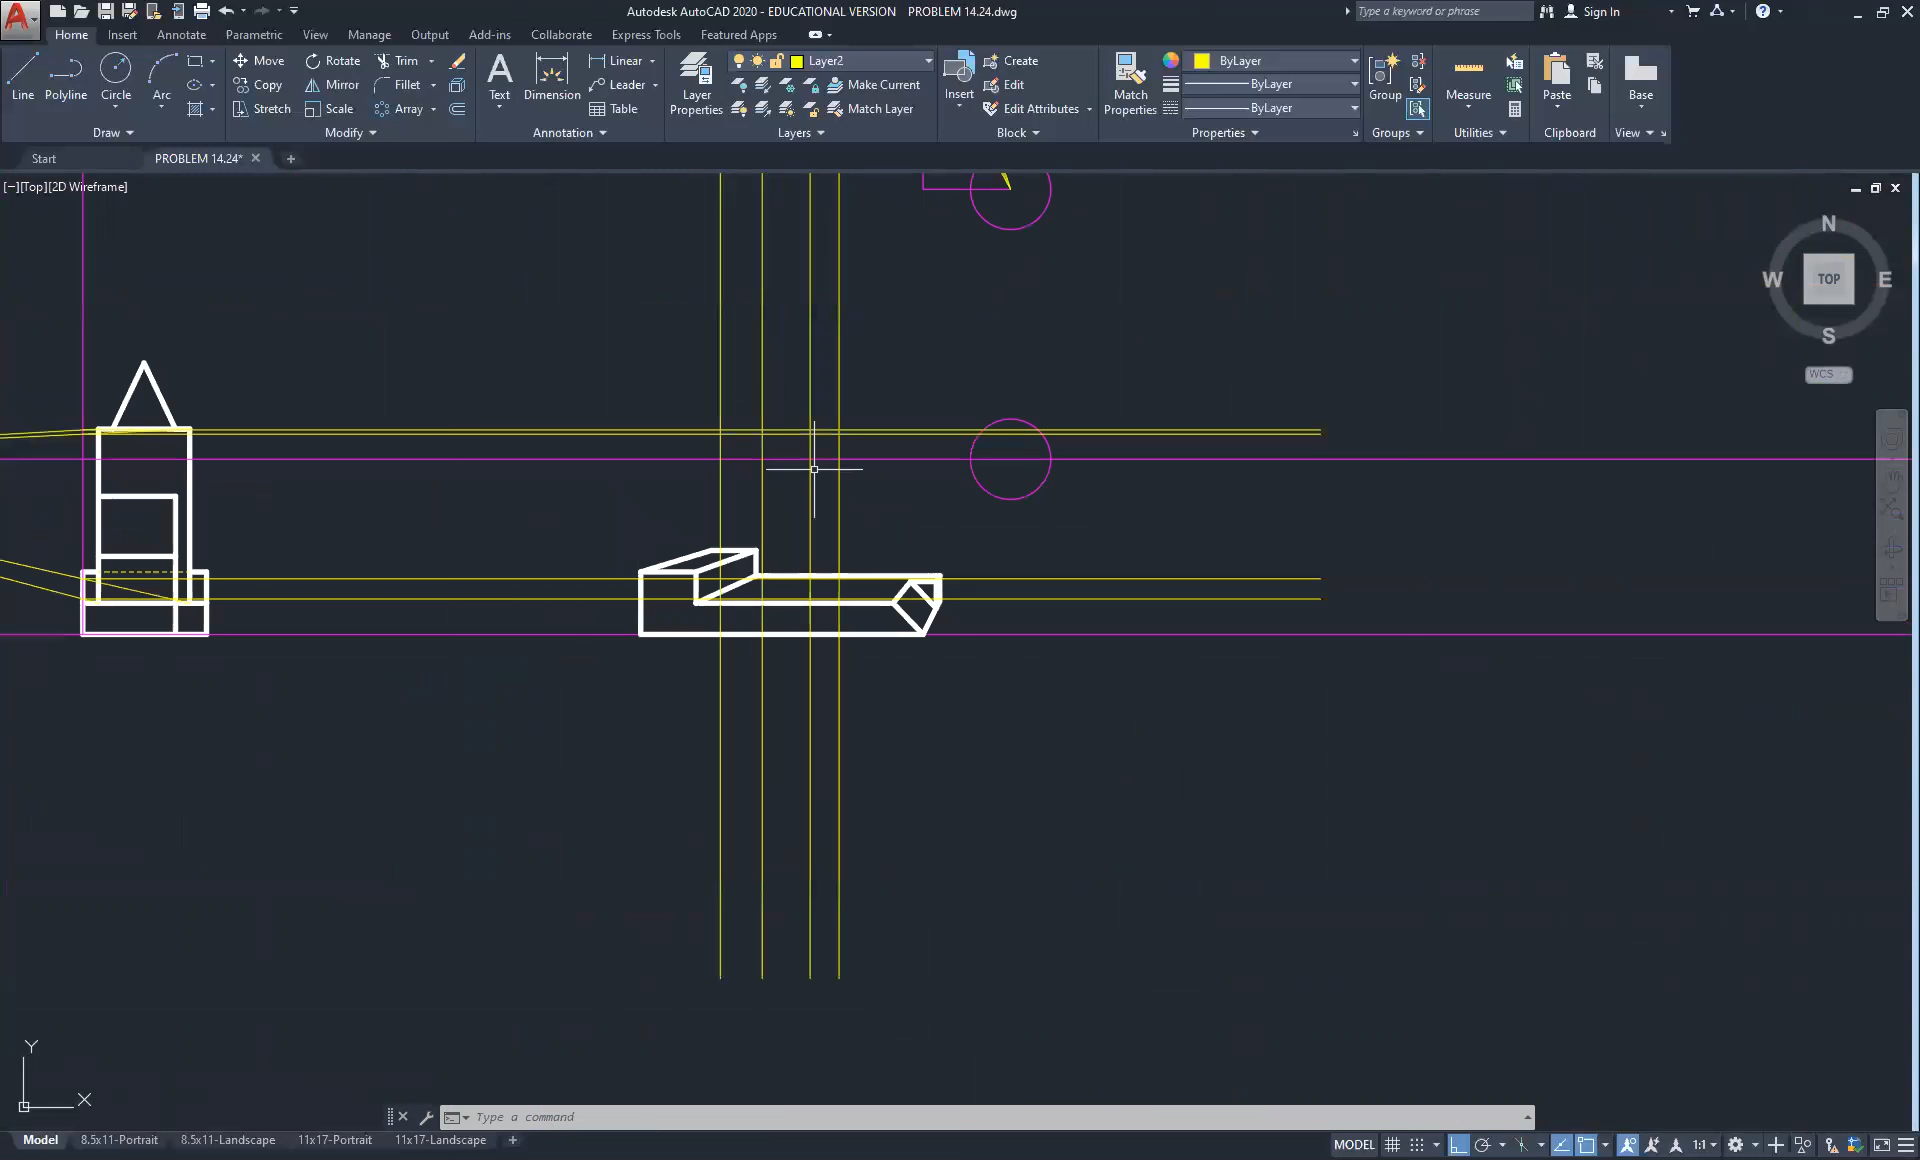 Autodesk AutoCAD 2020 - EDUCATIONAL VERSION PROBLEM 14.24.dwg
Type a keyword or phrase
Sign In
Home Insert Annotate Parametric View Manage Output Add-ins Collaborate Express Tools Featured Apps
Line Polyline Circle Arc
Move Rotate Trim
Copy Mirror Fillet
Stretch Scale Array
Text Dimension
Linear
Leader
Table
Layer Properties
Layer2
Make Current
Match Layer
Insert
Create
Edit
Edit Attributes
Match Properties
ByLayer
ByLayer
ByLayer
Group
Measure
Paste
Base
Draw Modify Annotation Layers Block Properties Groups Utilities Clipboard View
Start PROBLEM 14.24*
[−][Top][2D Wireframe]
N
W TOP E
S
WCS
Y
X
Type a command
Model 8.5x11-Portrait 8.5x11-Landscape 11x17-Portrait 11x17-Landscape
MODEL 1:1